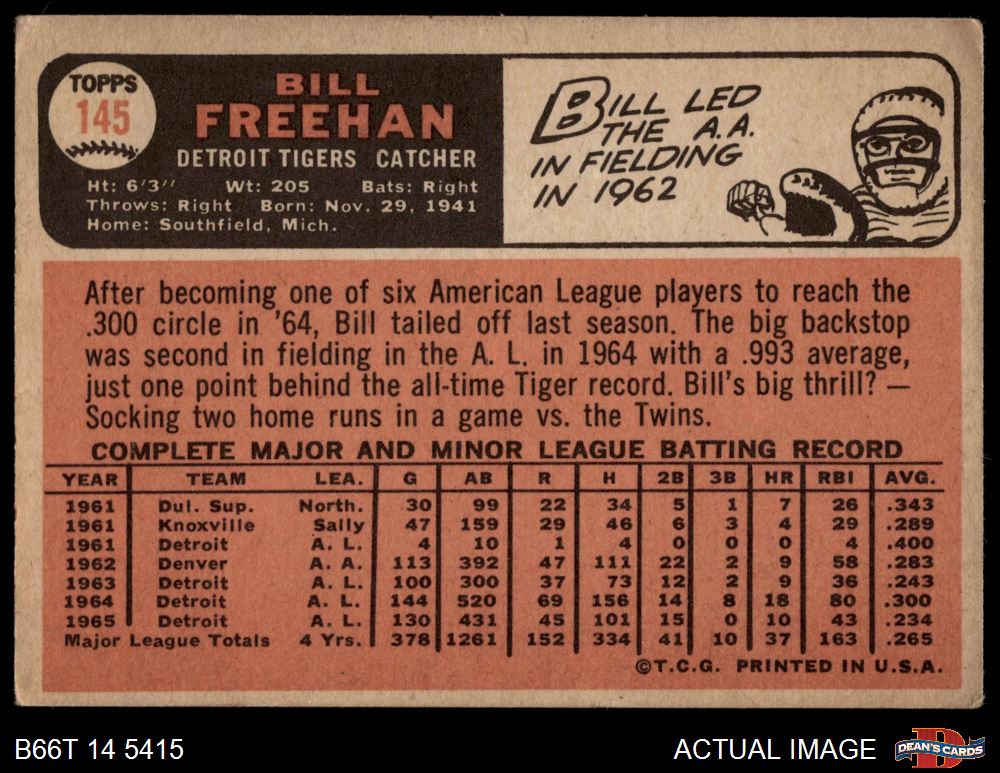 TOPPS
145
BILL
FREEHAN
DETROIT TIGERS CATCHER
Ht: 6'3" Wt: 205 Bats: Right
Throws: Right Born: Nov. 29, 1941
Home: Southfield, Mich.
BILL LED
THE A.A.
IN FIELDING
IN 1962
After becoming one of six American League players to reach the
.300 circle in '64, Bill tailed off last season. The big backstop
was second in fielding in the A. L. in 1964 with a .993 average,
just one point behind the all-time Tiger record. Bill's big thrill? —
Socking two home runs in a game vs. the Twins.
COMPLETE MAJOR AND MINOR LEAGUE BATTING RECORD
YEAR TEAM LEA. G AB R H 2B 3B HR RBI AVG.
1961 Dul. Sup. North. 30 99 22 34 5 1 7 26 .343
1961 Knoxville Sally 47 159 29 46 6 3 4 29 .289
1961 Detroit A. L. 4 10 1 4 0 0 0 4 .400
1962 Denver A. A. 113 392 47 111 22 2 9 58 .283
1963 Detroit A. L. 100 300 37 73 12 2 9 36 .243
1964 Detroit A. L. 144 520 69 156 14 8 18 80 .300
1965 Detroit A. L. 130 431 45 101 15 0 10 43 .234
Major League Totals 4 Yrs. 378 1261 152 334 41 10 37 163 .265
©T.C.G. PRINTED IN U.S.A.
B66T 14 5415
ACTUAL IMAGE
D
DEAN'S CARDS